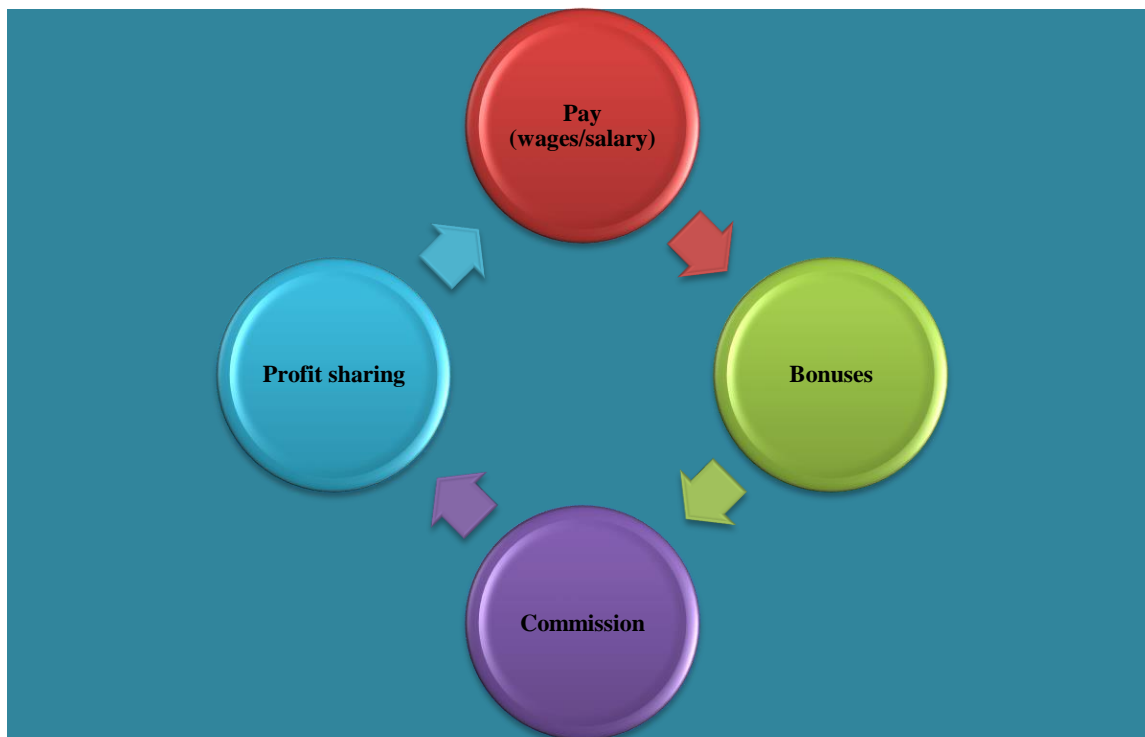 Pay
(wages/salary)
Bonuses
Commission
Profit sharing